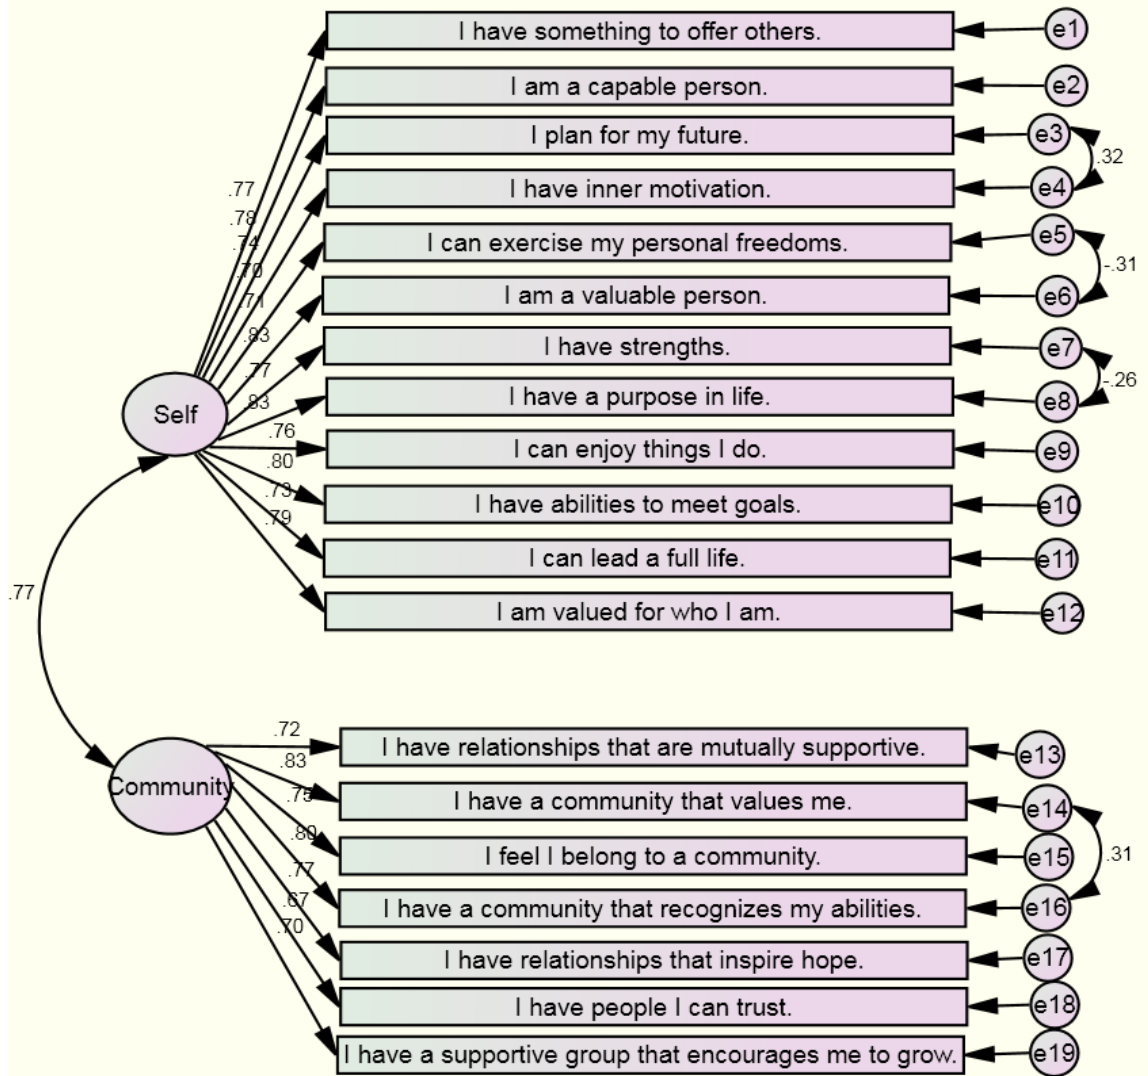 I have something to offer others.
e1
I am a capable person.
e2
I plan for my future.
e3
.32
I have inner motivation.
e4
.77
.78
.74
.70
.71
.83
.77
.83
.76
.80
.73
.79
I can exercise my personal freedoms.
e5
-.31
I am a valuable person.
e6
I have strengths.
e7
-.26
I have a purpose in life.
e8
Self
I can enjoy things I do.
e9
I have abilities to meet goals.
e10
I can lead a full life.
e11
I am valued for who I am.
e12
.77
Community
.72
.83
.75
.80
.77
.67
.70
I have relationships that are mutually supportive.
e13
I have a community that values me.
e14
.31
I feel I belong to a community.
e15
I have a community that recognizes my abilities.
e16
I have relationships that inspire hope.
e17
I have people I can trust.
e18
I have a supportive group that encourages me to grow.
e19